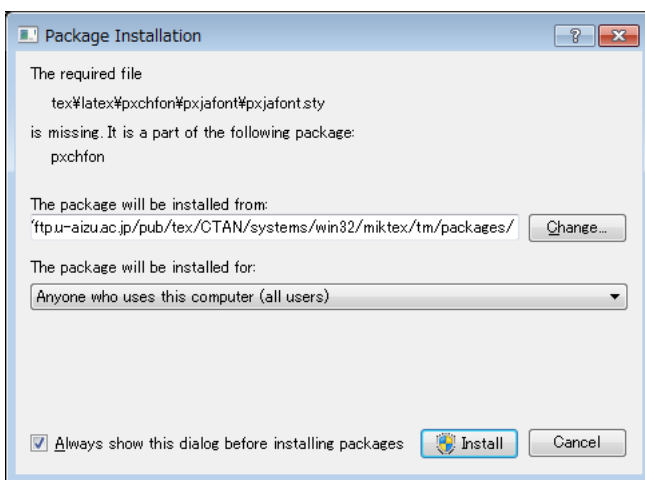 Package Installation
The required file
tex¥latex¥pxchfon¥pxjafont¥pxjafont.sty
is missing. It is a part of the following package:
pxchfon
The package will be installed from:
ftp.u-aizu.ac.jp/pub/tex/CTAN/systems/win32/miktex/tm/packages/
Change...
The package will be installed for:
Anyone who uses this computer (all users)
Always show this dialog before installing packages
Install
Cancel